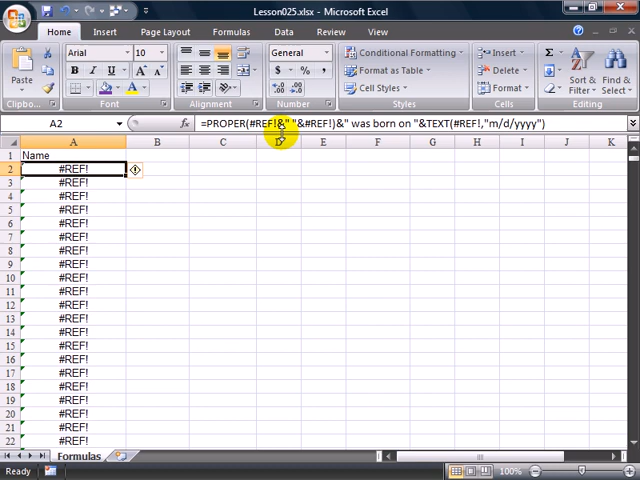 Lesson025.xlsx - Microsoft Excel
Home Insert Page Layout Formulas Data Review View
Paste
Clipboa...
Arial 10
B I U A A
Font
Alignment
General
$ % ,
Number
Conditional Formatting
Format as Table
Cell Styles
Styles
Insert
Delete
Format
Cells
Σ
Sort & Filter
Find & Select
Editing
A2 fx =PROPER(#REF!&" "&#REF!)&" was born on "&TEXT(#REF!,"m/d/yyyy")
A B C D E F G H I J K
1 Name
2 #REF!
3 #REF!
4 #REF!
5 #REF!
6 #REF!
7 #REF!
8 #REF!
9 #REF!
10 #REF!
11 #REF!
12 #REF!
13 #REF!
14 #REF!
15 #REF!
16 #REF!
17 #REF!
18 #REF!
19 #REF!
20 #REF!
21 #REF!
22 #REF!
Formulas
Ready 100%